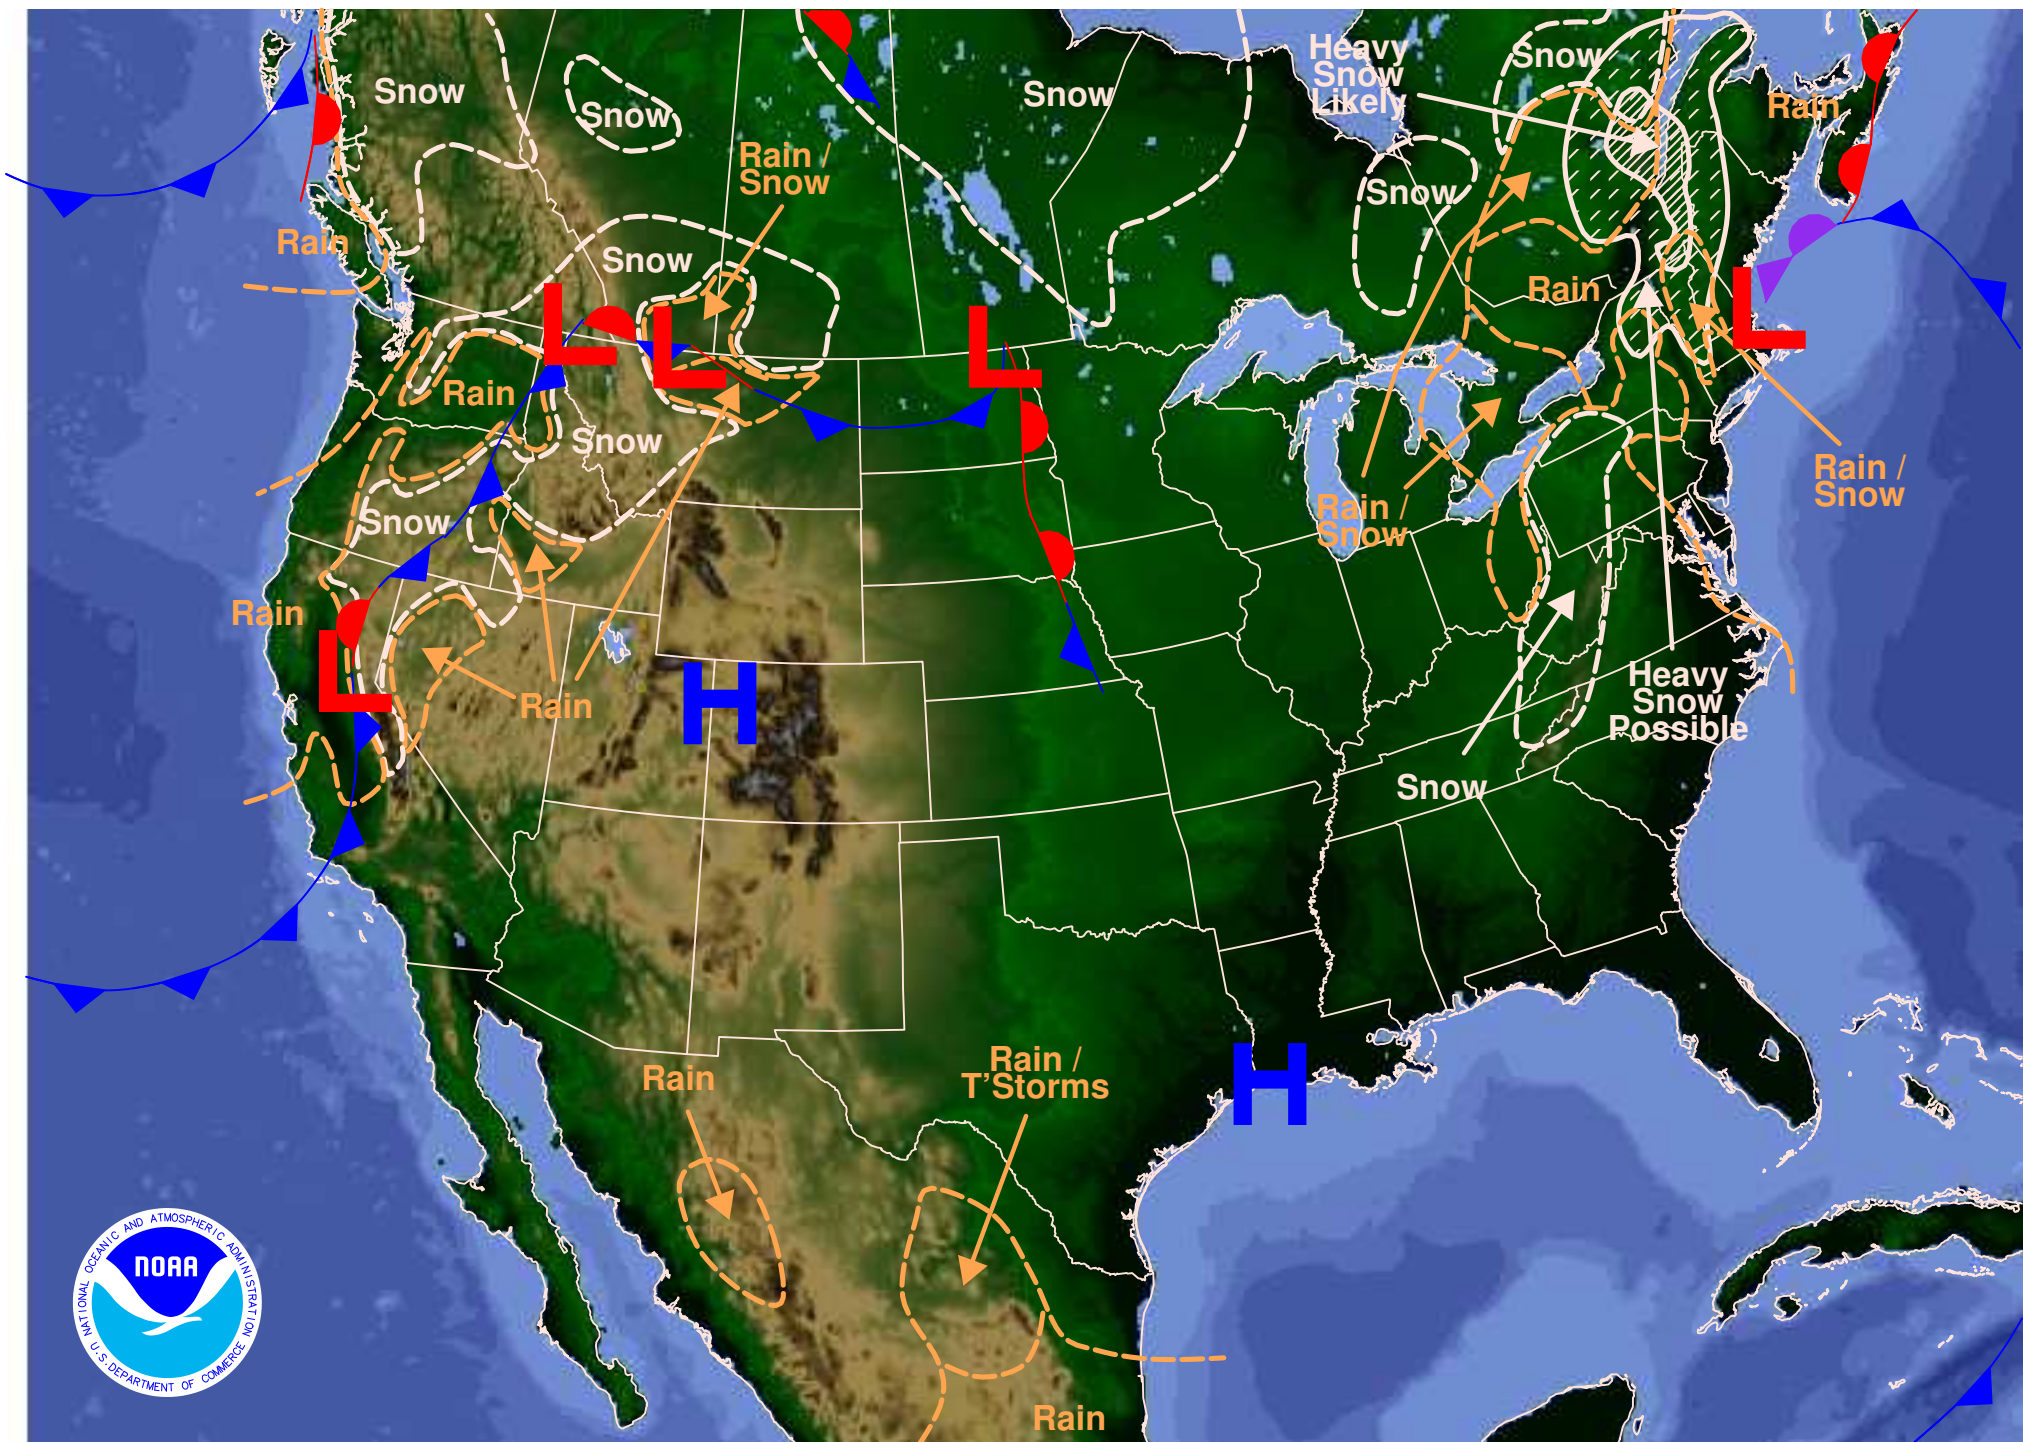 Heavy
Snow
Likely
Snow
Snow
Snow
Snow
Rain
Rain /
Snow
Snow
Rain
Snow
Rain
Rain
Snow
Rain /
Snow
Rain /
Snow
Snow
Rain
Heavy
Snow
Possible
Rain
Snow
H
L
L
L
L
L
H
Rain
Rain /
T'Storms
Rain
NOAA
NATIONAL OCEANIC AND ATMOSPHERIC ADMINISTRATION
U.S. DEPARTMENT OF COMMERCE